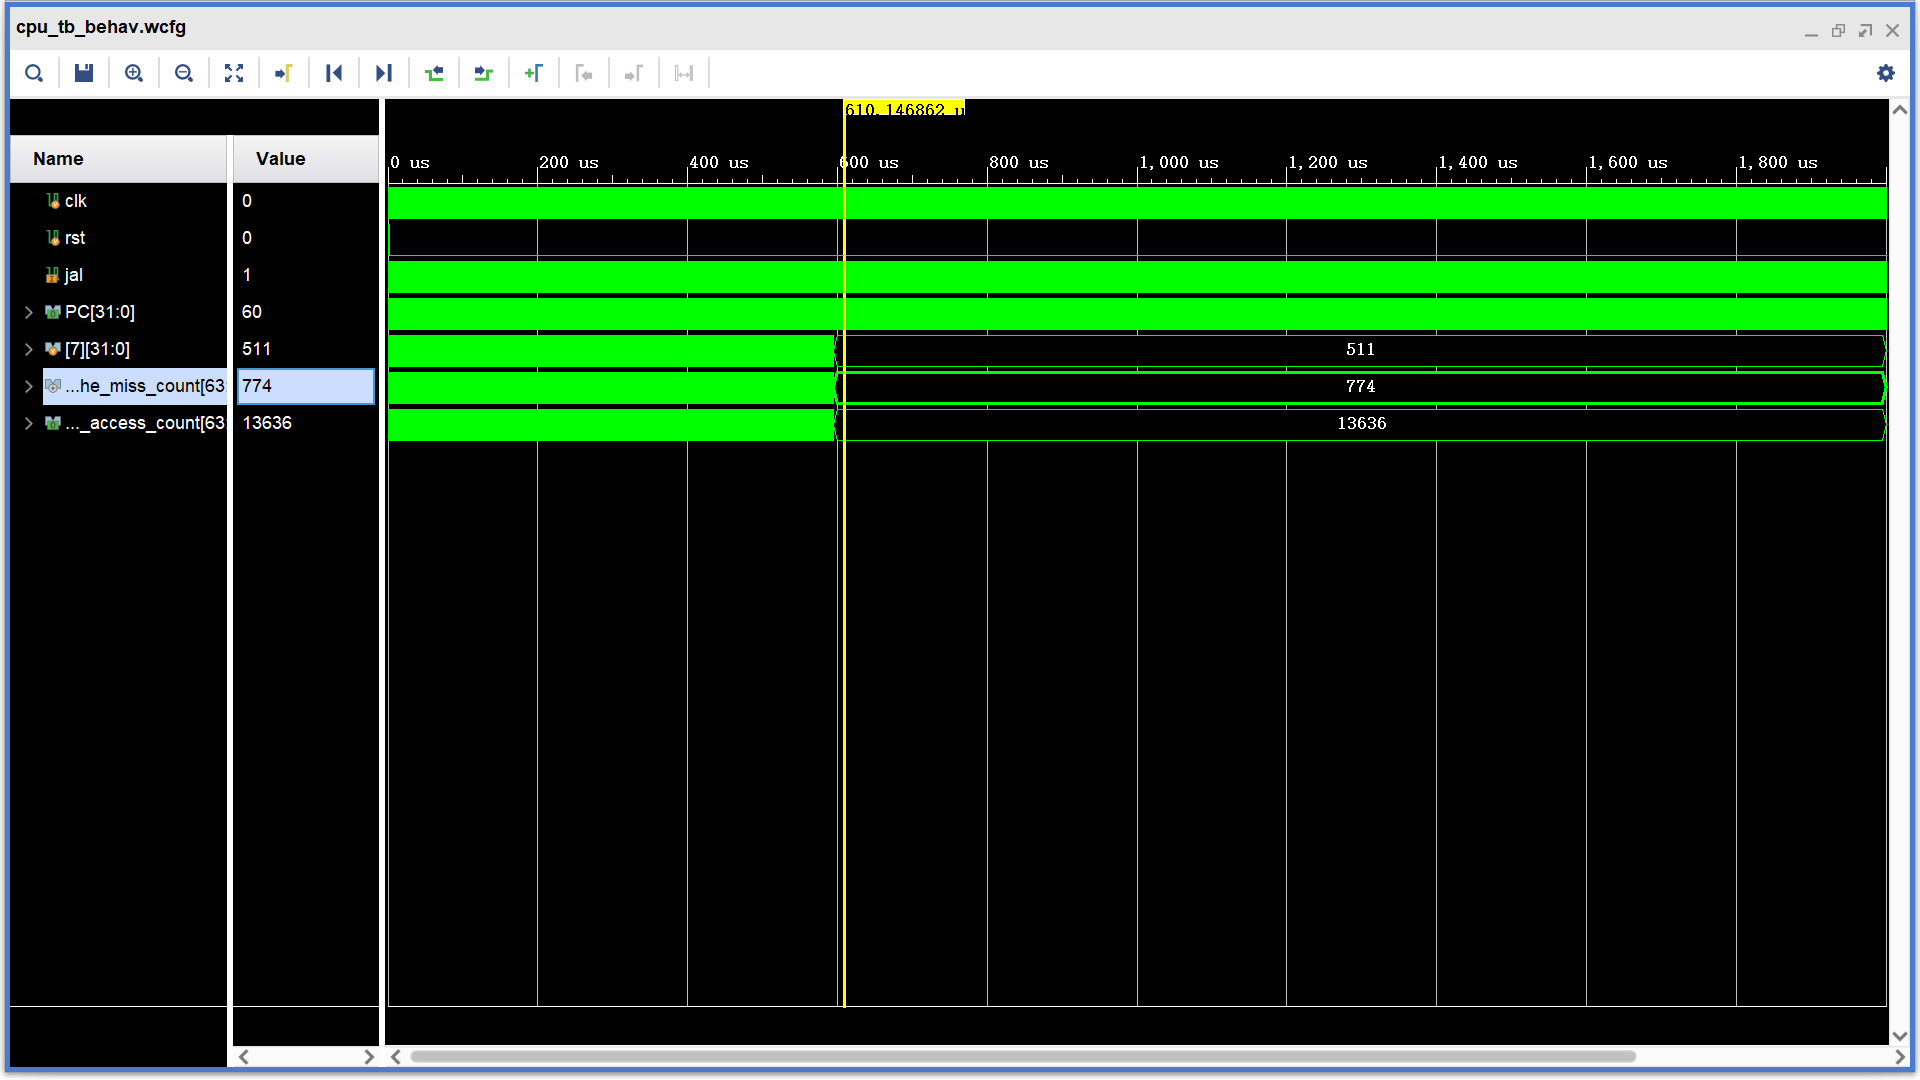 cpu_tb_behav.wcfg
610.146862 u
Name Value
0 us 200 us 400 us 600 us 800 us 1,000 us 1,200 us 1,400 us 1,600 us 1,800 us
clk 0
rst 0
jal 1
PC[31:0] 60
[7][31:0] 511 511
...he_miss_count[63: 774 774
..._access_count[63: 13636 13636